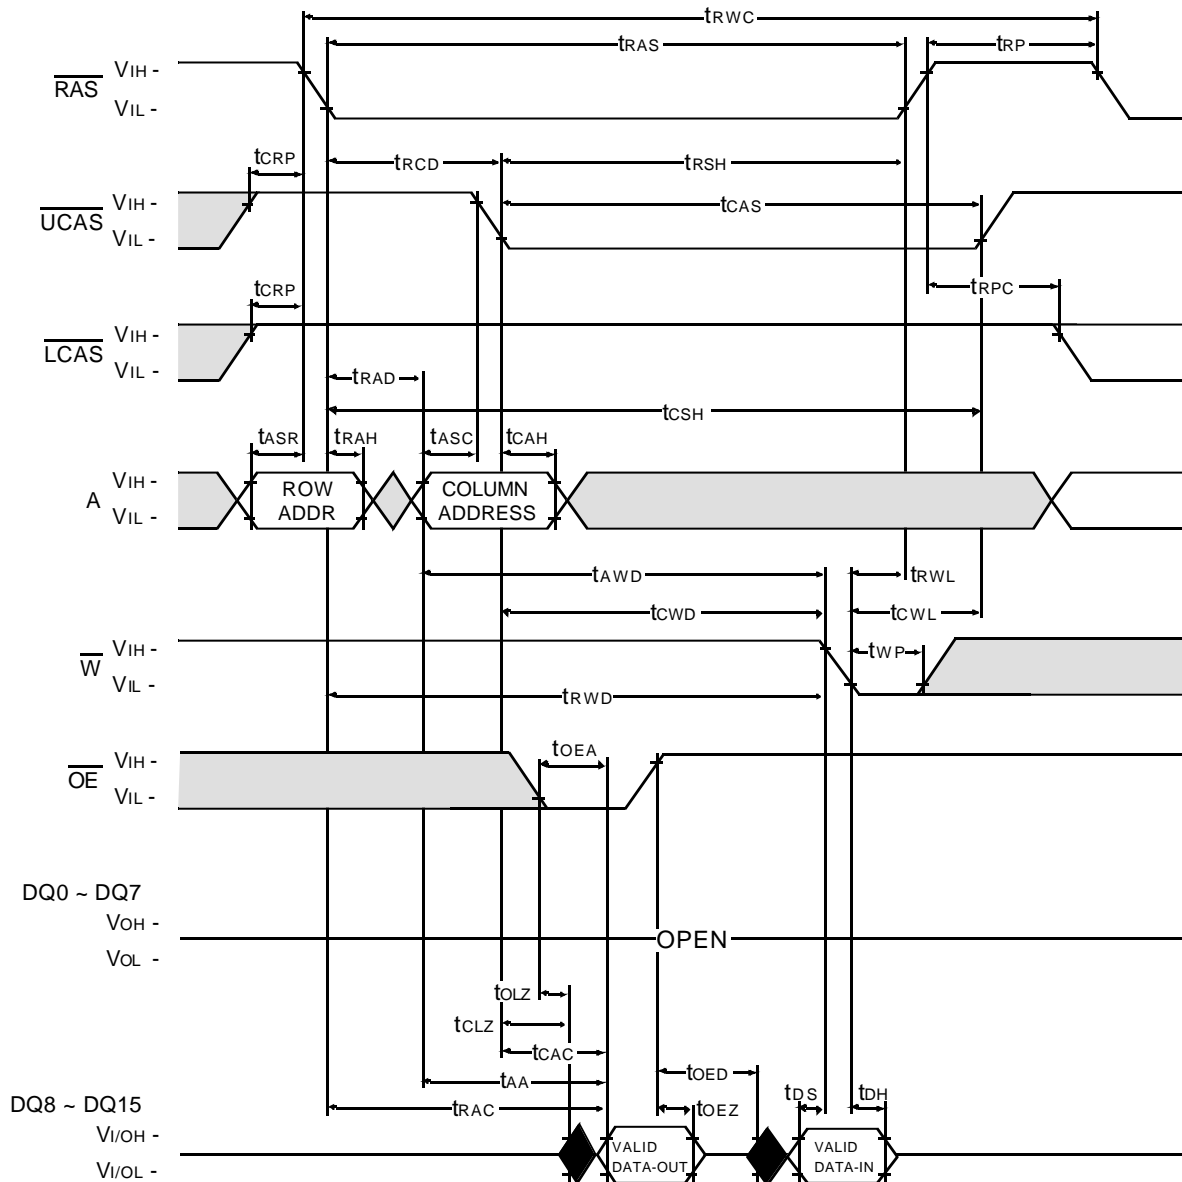 tRWC
tRAS tRP
RAS VIH -
VIL -
tCRP tRCD tRSH
UCAS VIH -
VIL -
tCAS
tCRP tRPC
LCAS VIH -
VIL -
tRAD
tCSH
tASR tRAH tASC tCAH
A VIH -
VIL -
ROW
ADDR
COLUMN
ADDRESS
tAWD tRWL
tCWD tCWL
W VIH -
VIL -
tWP
tRWD
OE VIH -
VIL -
tOEA
DQ0 ~ DQ7
VOH -
VOL -
OPEN
tOLZ
tCLZ
tCAC
tAA tOED
tRAC tOEZ tDS tDH
DQ8 ~ DQ15
VI/OH -
VI/OL -
VALID
DATA-OUT
VALID
DATA-IN